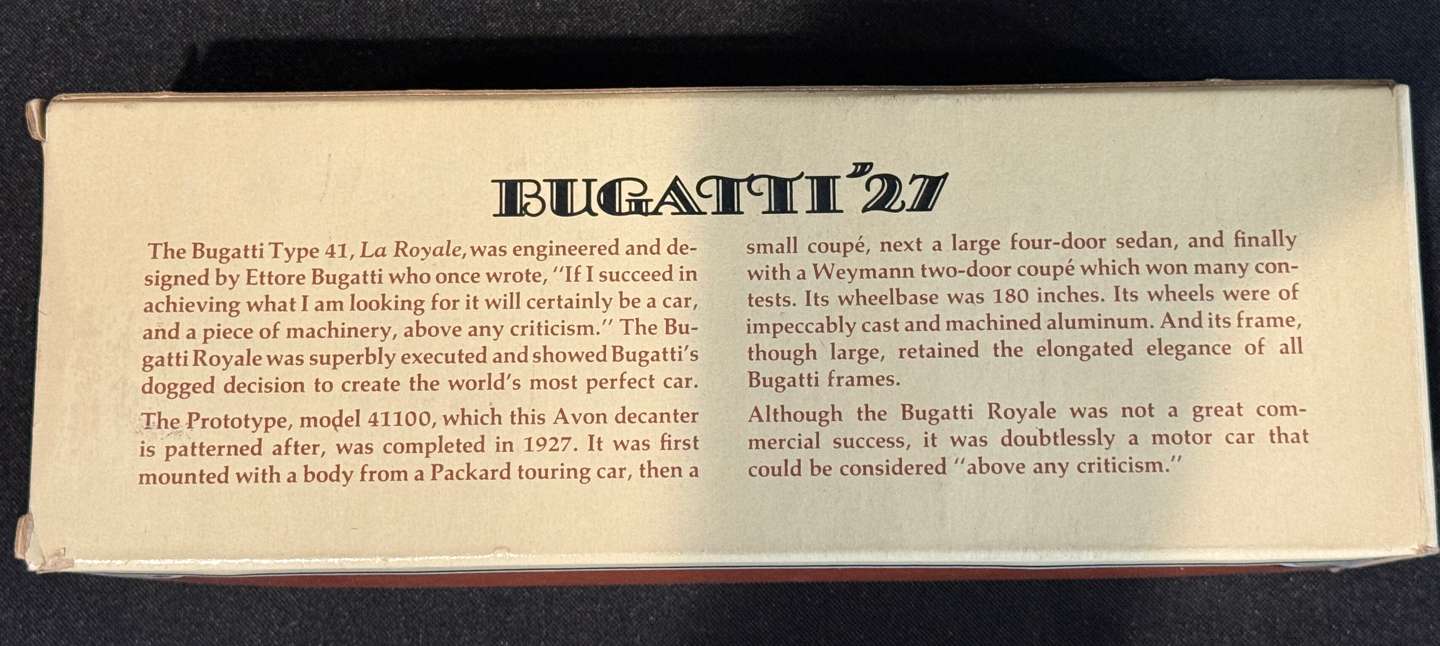 BUGATTI '27
The Bugatti Type 41, La Royale, was engineered and de-
signed by Ettore Bugatti who once wrote, "If I succeed in
achieving what I am looking for it will certainly be a car,
and a piece of machinery, above any criticism." The Bu-
gatti Royale was superbly executed and showed Bugatti's
dogged decision to create the world's most perfect car.
The Prototype, model 41100, which this Avon decanter
is patterned after, was completed in 1927. It was first
mounted with a body from a Packard touring car, then a
small coupé, next a large four-door sedan, and finally
with a Weymann two-door coupé which won many con-
tests. Its wheelbase was 180 inches. Its wheels were of
impeccably cast and machined aluminum. And its frame,
though large, retained the elongated elegance of all
Bugatti frames.
Although the Bugatti Royale was not a great com-
mercial success, it was doubtlessly a motor car that
could be considered "above any criticism."